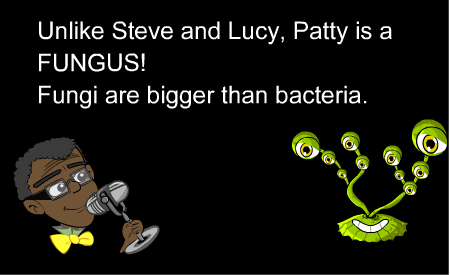 Unlike Steve and Lucy, Patty is a
FUNGUS!
Fungi are bigger than bacteria.